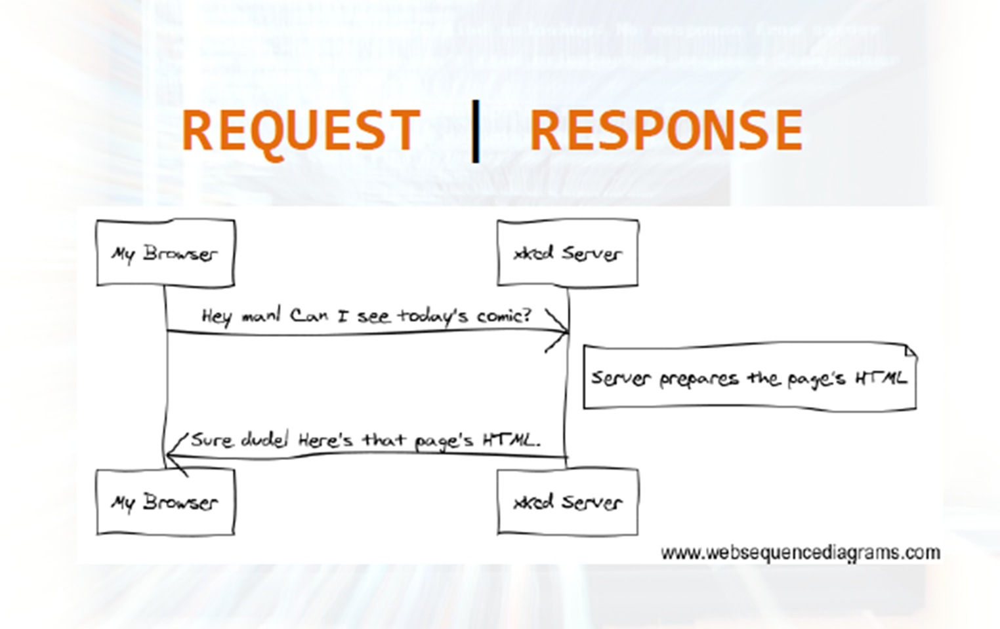 REQUEST | RESPONSE
My Browser
xkcd Server
Hey man! Can I see today's comic?
Server prepares the page's HTML
Sure dude! Here's that page's HTML.
My Browser
xkcd Server
www.websequencediagrams.com